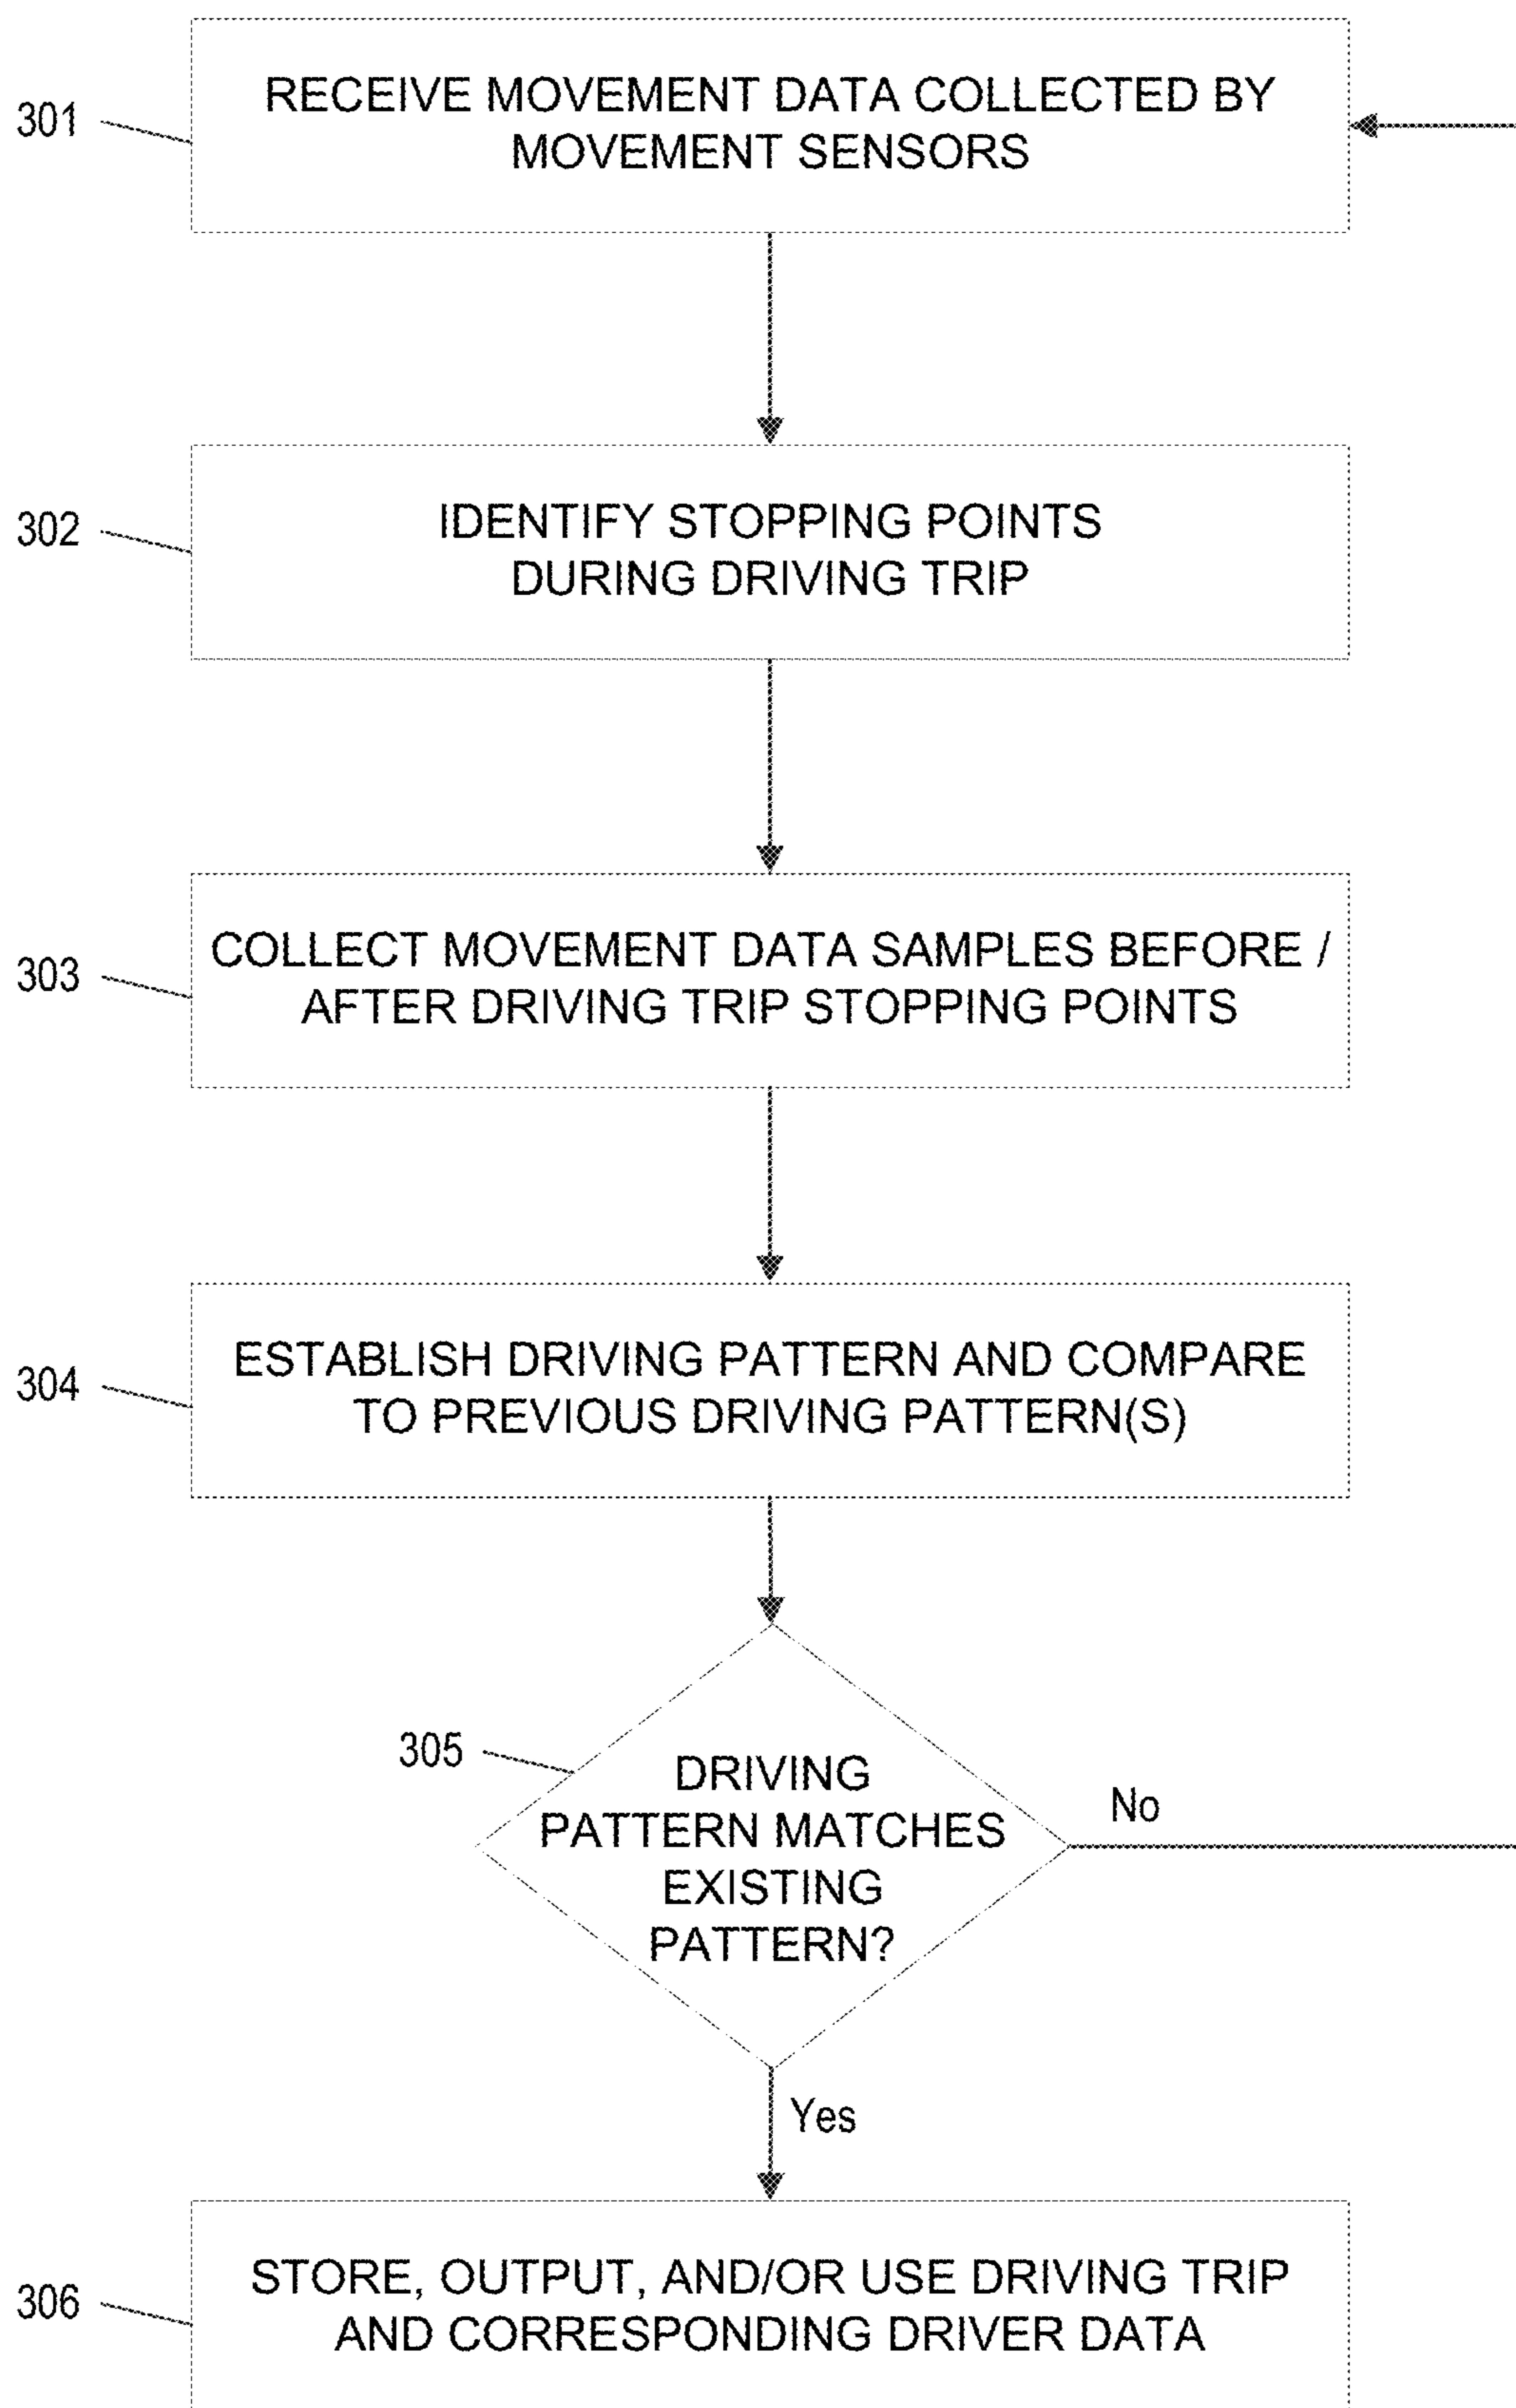 301
RECEIVE MOVEMENT DATA COLLECTED BY
MOVEMENT SENSORS
302
IDENTIFY STOPPING POINTS
DURING DRIVING TRIP
303
COLLECT MOVEMENT DATA SAMPLES BEFORE /
AFTER DRIVING TRIP STOPPING POINTS
304
ESTABLISH DRIVING PATTERN AND COMPARE
TO PREVIOUS DRIVING PATTERN(S)
305
DRIVING
PATTERN MATCHES
EXISTING
PATTERN?
No
Yes
306
STORE, OUTPUT, AND/OR USE DRIVING TRIP
AND CORRESPONDING DRIVER DATA